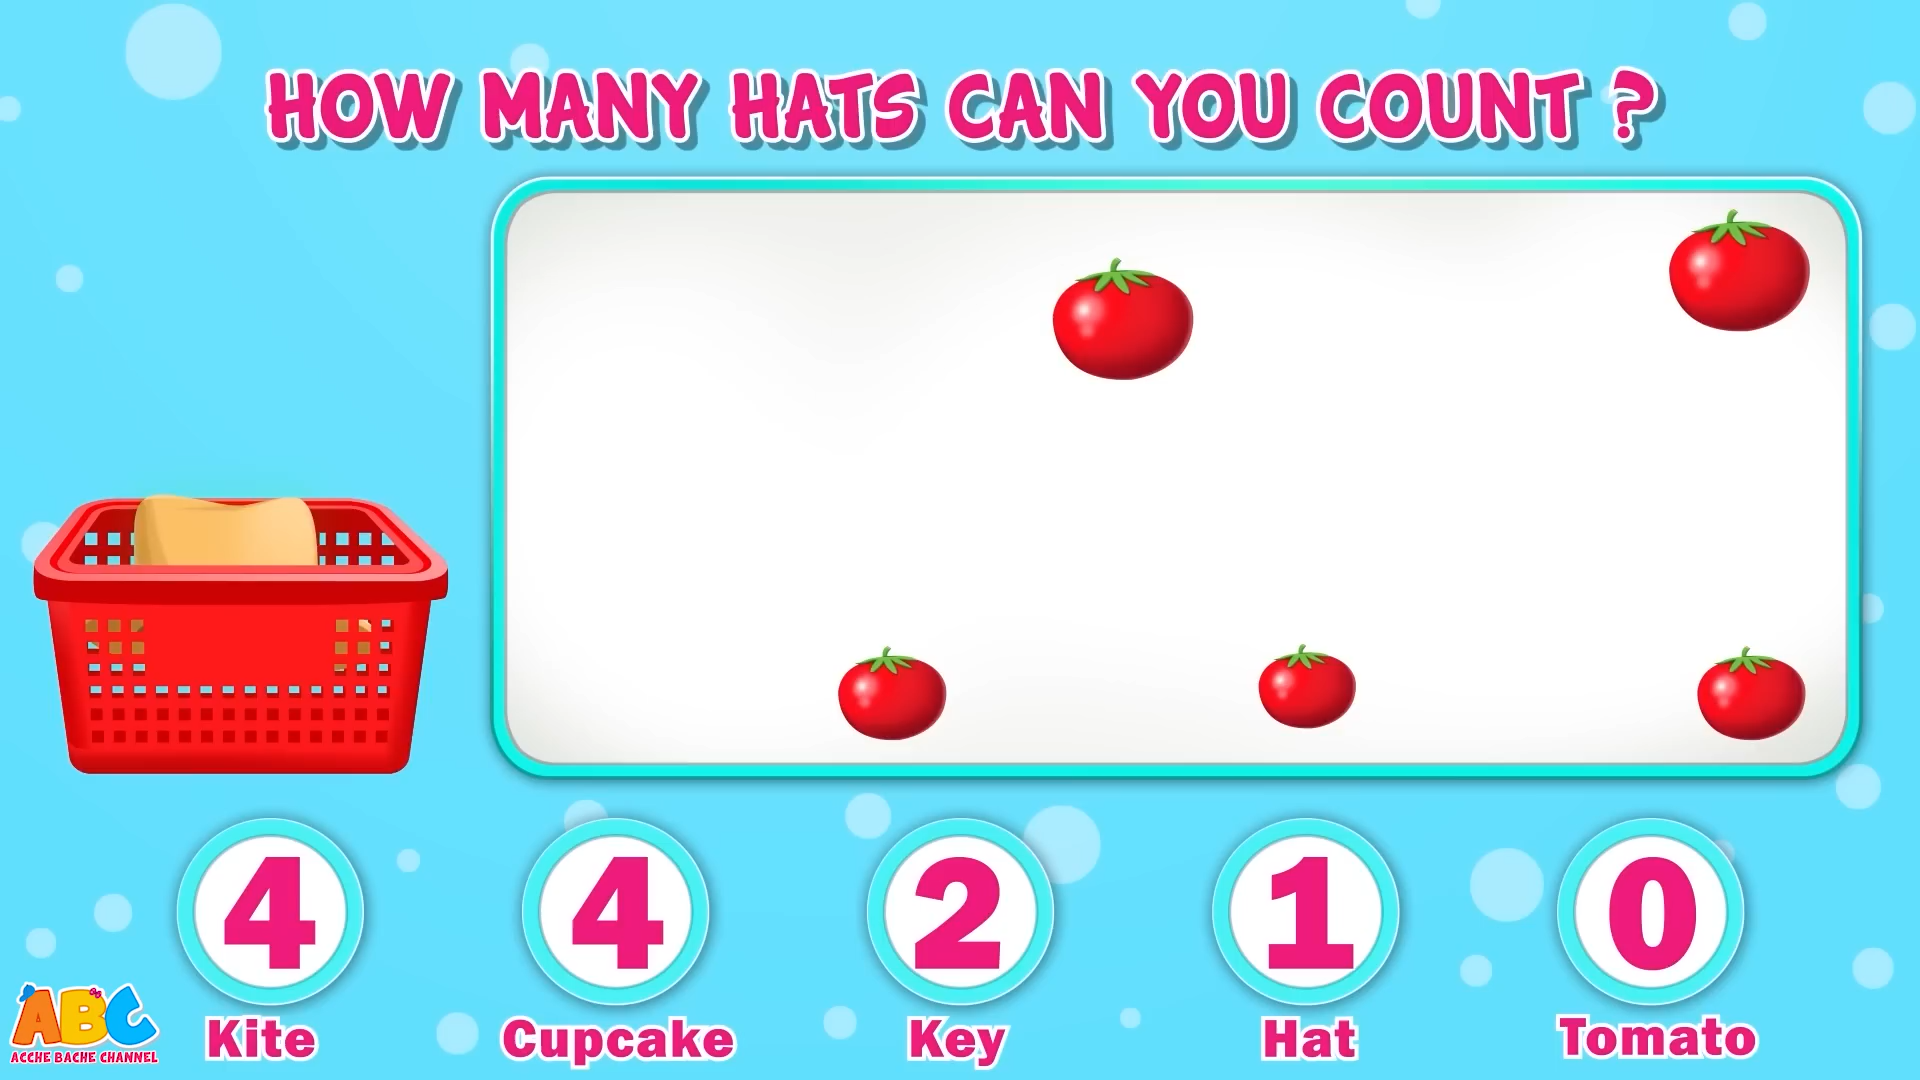 HOW MANY HATS CAN YOU COUNT ?
4 4 2 1 0
Kite Cupcake Key Hat Tomato
ABC
ACCHE BACHE CHANNEL